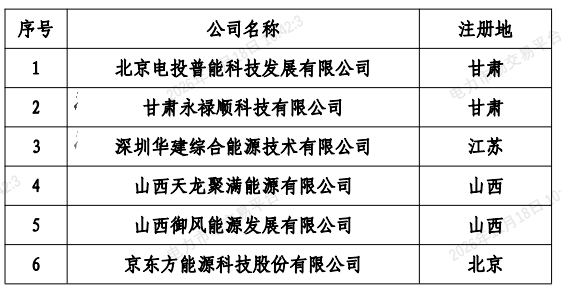 序号 公司名称 注册地
1 北京电投普能科技发展有限公司 甘肃
2 甘肃永禄顺科技有限公司 甘肃
3 深圳华建综合能源技术有限公司 江苏
4 山西天龙聚满能源有限公司 山西
5 山西御风能源发展有限公司 山西
6 京东方能源科技股份有限公司 北京